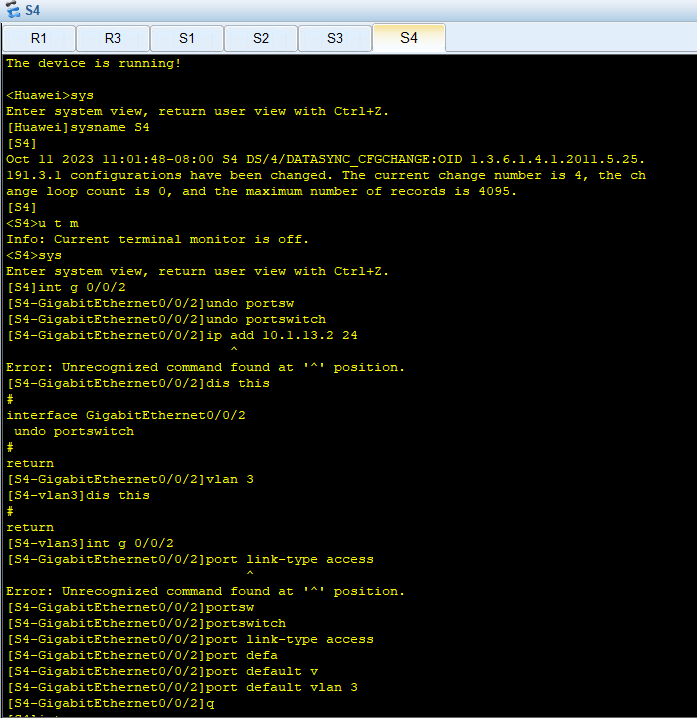 S4
R1 R3 S1 S2 S3 S4
The device is running!
<Huawei>sys
Enter system view, return user view with Ctrl+Z.
[Huawei]sysname S4
[S4]
Oct 11 2023 11:01:48-08:00 S4 DS/4/DATASYNC_CFGCHANGE:OID 1.3.6.1.4.1.2011.5.25.
191.3.1 configurations have been changed. The current change number is 4, the ch
ange loop count is 0, and the maximum number of records is 4095.
[S4]
<S4>u t m
Info: Current terminal monitor is off.
<S4>sys
Enter system view, return user view with Ctrl+Z.
[S4]int g 0/0/2
[S4-GigabitEthernet0/0/2]undo portsw
[S4-GigabitEthernet0/0/2]undo portswitch
[S4-GigabitEthernet0/0/2]ip add 10.1.13.2 24
^
Error: Unrecognized command found at '^' position.
[S4-GigabitEthernet0/0/2]dis this
#
interface GigabitEthernet0/0/2
undo portswitch
#
return
[S4-GigabitEthernet0/0/2]vlan 3
[S4-vlan3]dis this
#
return
[S4-vlan3]int g 0/0/2
[S4-GigabitEthernet0/0/2]port link-type access
^
Error: Unrecognized command found at '^' position.
[S4-GigabitEthernet0/0/2]portsw
[S4-GigabitEthernet0/0/2]portswitch
[S4-GigabitEthernet0/0/2]port link-type access
[S4-GigabitEthernet0/0/2]port defa
[S4-GigabitEthernet0/0/2]port default v
[S4-GigabitEthernet0/0/2]port default vlan 3
[S4-GigabitEthernet0/0/2]q